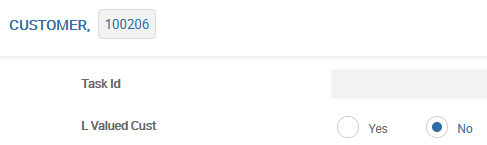 CUSTOMER, 100206
Task Id
L Valued Cust Yes No